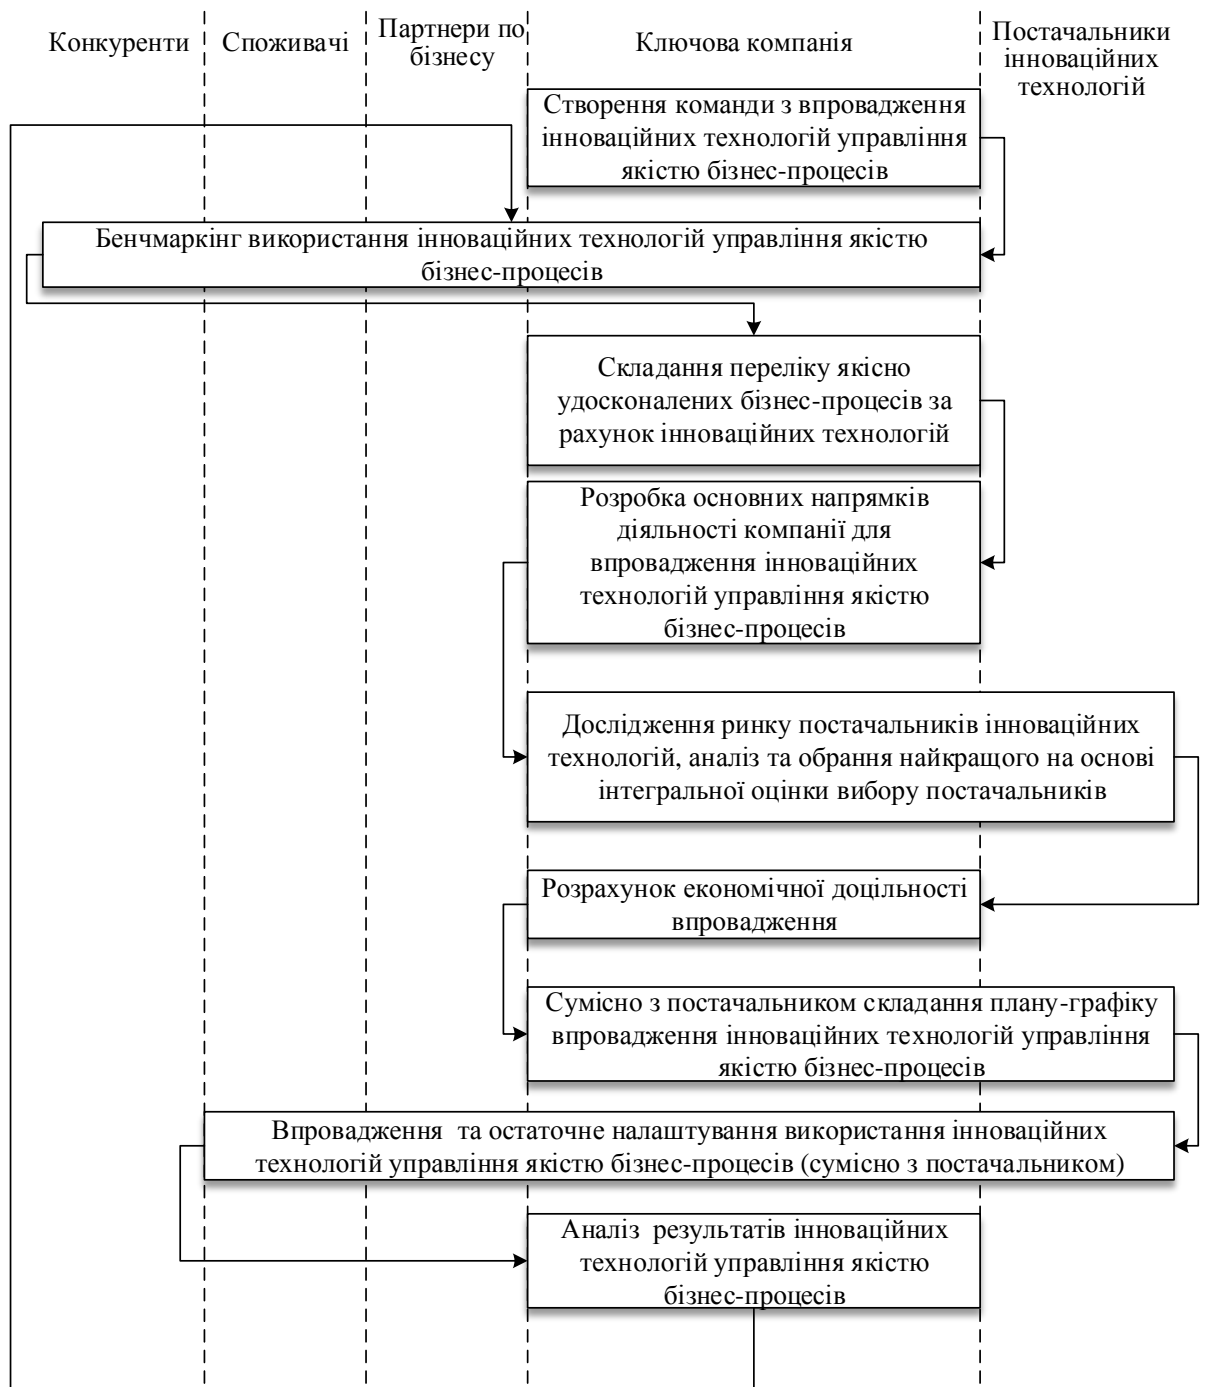 Конкуренти
Споживачі
Партнери по
бізнесу
Ключова компанія
Постачальники
інноваційних
технологій
Створення команди з впровадження
інноваційних технологій управління
якістю бізнес-процесів
Бенчмаркінг використання інноваційних технологій управління якістю
бізнес-процесів
Складання переліку якісно
удосконалених бізнес-процесів за
рахунок інноваційних технологій
Розробка основних напрямків
діяльності компанії для
впровадження інноваційних
технологій управління якістю
бізнес-процесів
Дослідження ринку постачальників інноваційних
технологій, аналіз та обрання найкращого на основі
інтегральної оцінки вибору постачальників
Розрахунок економічної доцільності
впровадження
Сумісно з постачальником складання плану-графіку
впровадження інноваційних технологій управління
якістю бізнес-процесів
Впровадження та остаточне налаштування використання інноваційних
технологій управління якістю бізнес-процесів (сумісно з постачальником)
Аналіз результатів інноваційних
технологій управління якістю
бізнес-процесів